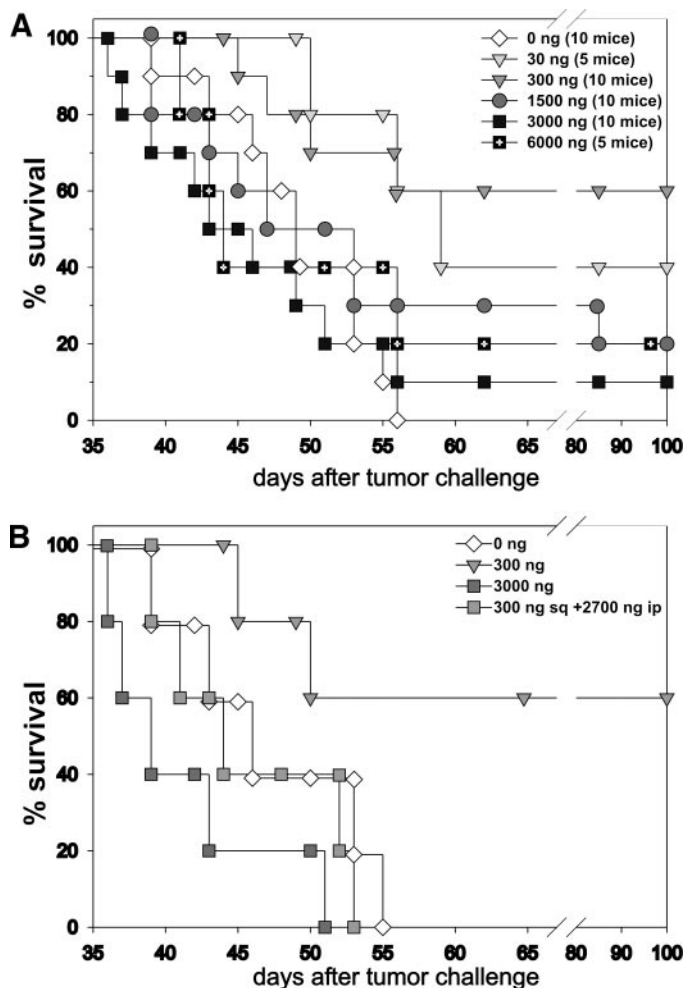 A
100
80
60
40
20
0
% survival
0 ng (10 mice)
30 ng (5 mice)
300 ng (10 mice)
1500 ng (10 mice)
3000 ng (10 mice)
6000 ng (5 mice)
35 40 45 50 55 60 65 80 90 100
days after tumor challenge
B
100
80
60
40
20
0
% survival
0 ng
300 ng
3000 ng
300 ng sq +2700 ng ip
35 40 45 50 55 60 65 80 90 100
days after tumor challenge